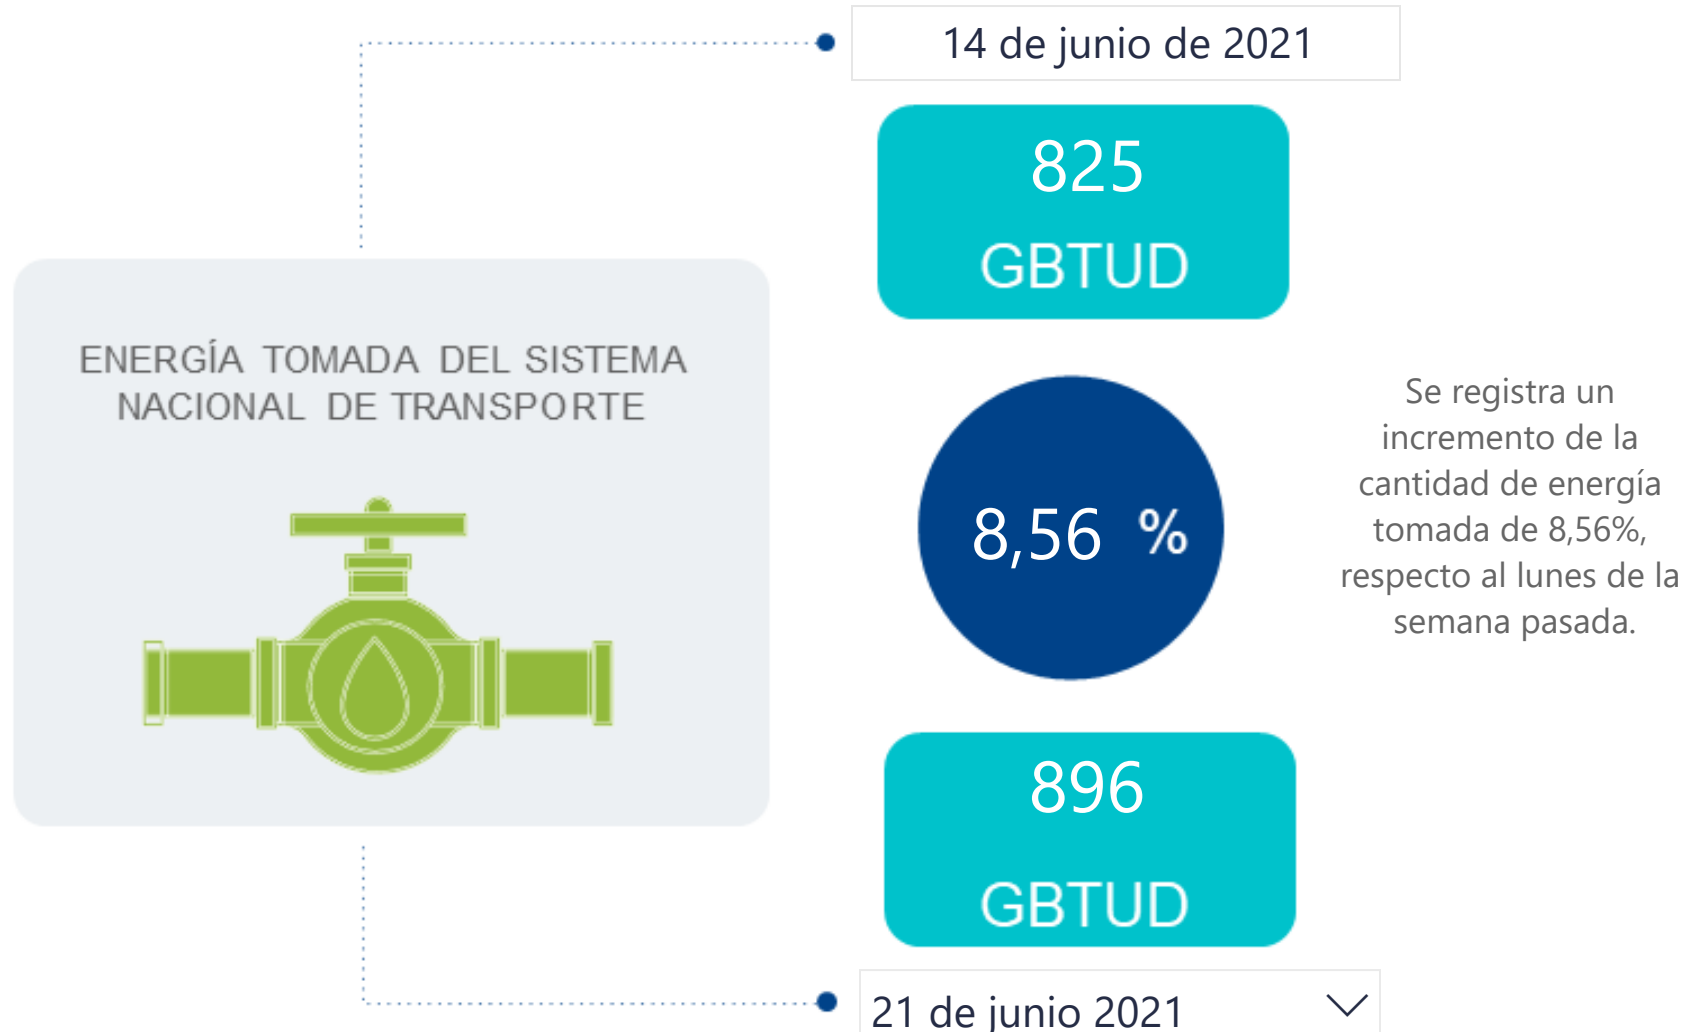 14 de junio de 2021
825
GBTUD
ENERGÍA TOMADA DEL SISTEMA
NACIONAL DE TRANSPORTE
8,56 %
Se registra un
incremento de la
cantidad de energía
tomada de 8,56%,
respecto al lunes de la
semana pasada.
896
GBTUD
21 de junio 2021